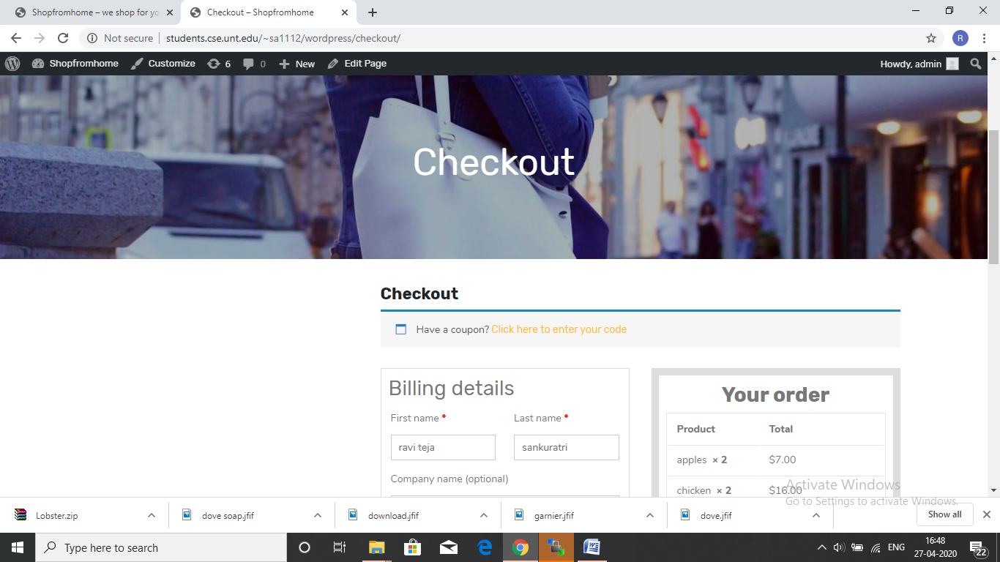 Shopfromhome – we shop for yo
Checkout – Shopfromhome
Not secure | students.cse.unt.edu/~sa1112/wordpress/checkout/
R
Shopfromhome Customize 6 0 New Edit Page Howdy, admin
Checkout
Checkout
Have a coupon? Click here to enter your code
Billing details
First name * Last name *
ravi teja sankuratri
Company name (optional)
Your order
Product Total
apples × 2 $7.00
chicken × 2 $16.00
Activate Windows
Go to Settings to activate Windows.
Lobster.zip dove soap.jfif download.jfif garnier.jfif dove.jfif Show all
Type here to search
ENG
16:48
27-04-2020
22